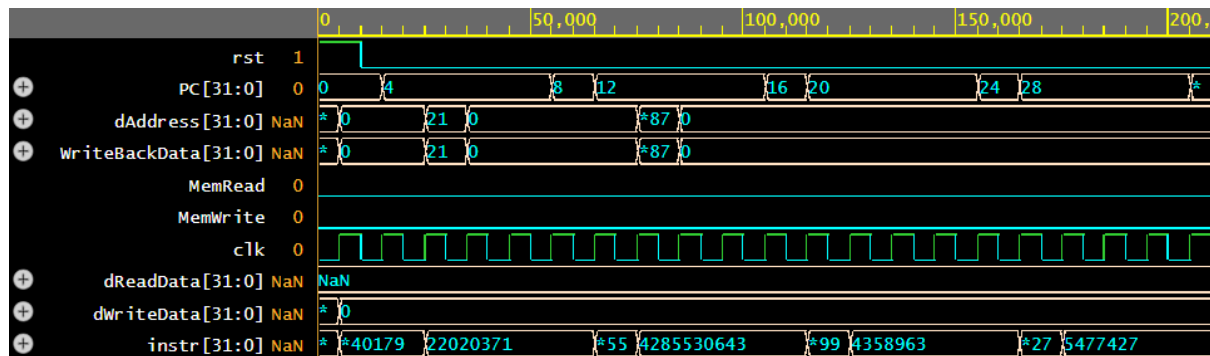 0 50,000 100,000 150,000 200,
rst 1
PC[31:0] 0 0 4 8 12 16 20 24 28 *
dAddress[31:0] NaN * 0 21 0 *87 0
WriteBackData[31:0] NaN * 0 21 0 *87 0
MemRead 0
MemWrite 0
clk 0
dReadData[31:0] NaN NaN
dWriteData[31:0] NaN * 0
instr[31:0] NaN * *40179 22020371 *55 4285530643 *99 4358963 *27 5477427